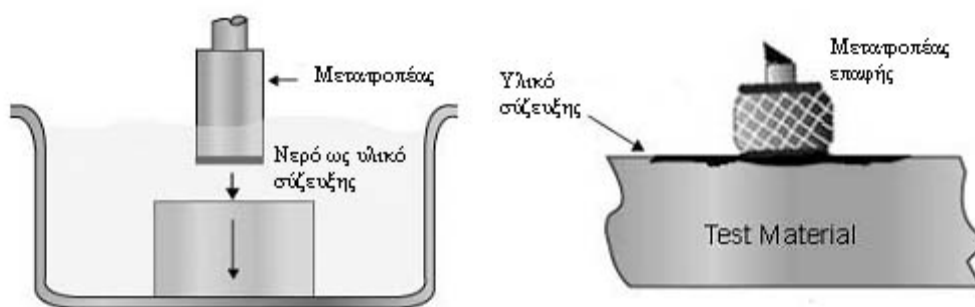 Μετατροπέας
Νερό ως υλικό
σύζευξης
Υλικό
σύζευξης
Μετατροπέας
επαφής
Test Material